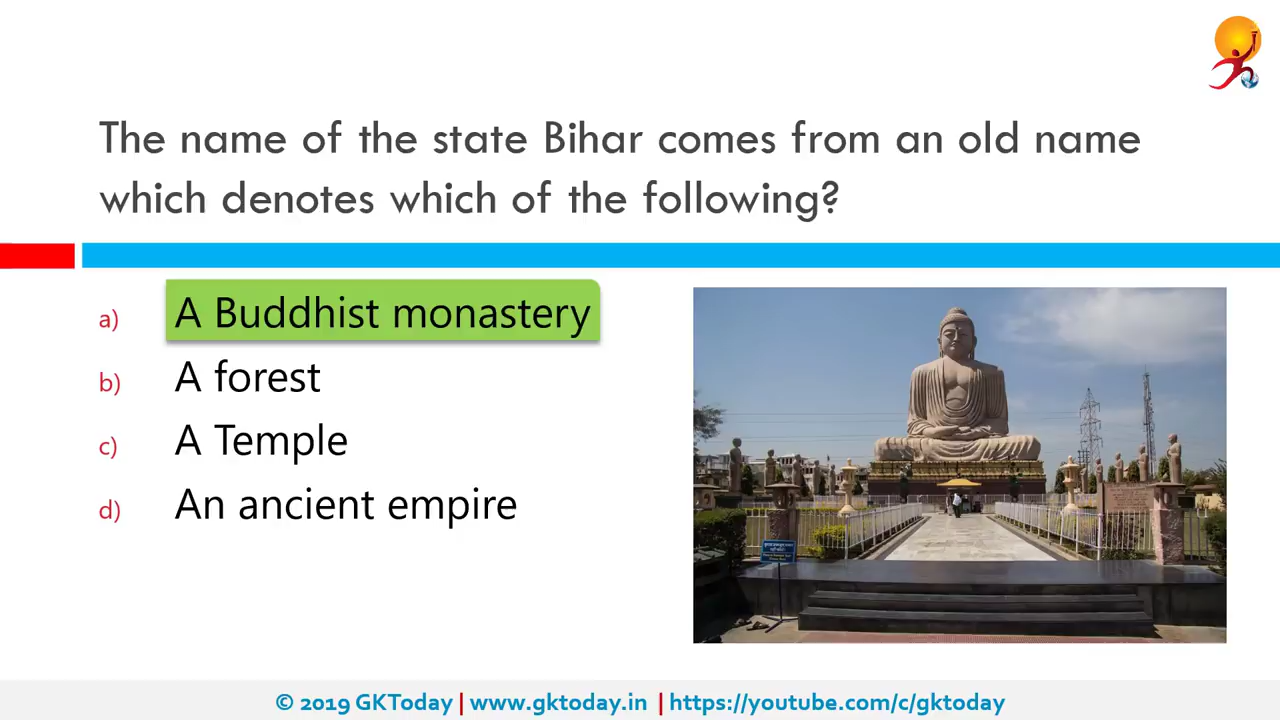 The name of the state Bihar comes from an old name
which denotes which of the following?
a) A Buddhist monastery
b) A forest
c) A Temple
d) An ancient empire
© 2019 GKToday | www.gktoday.in | https://youtube.com/c/gktoday